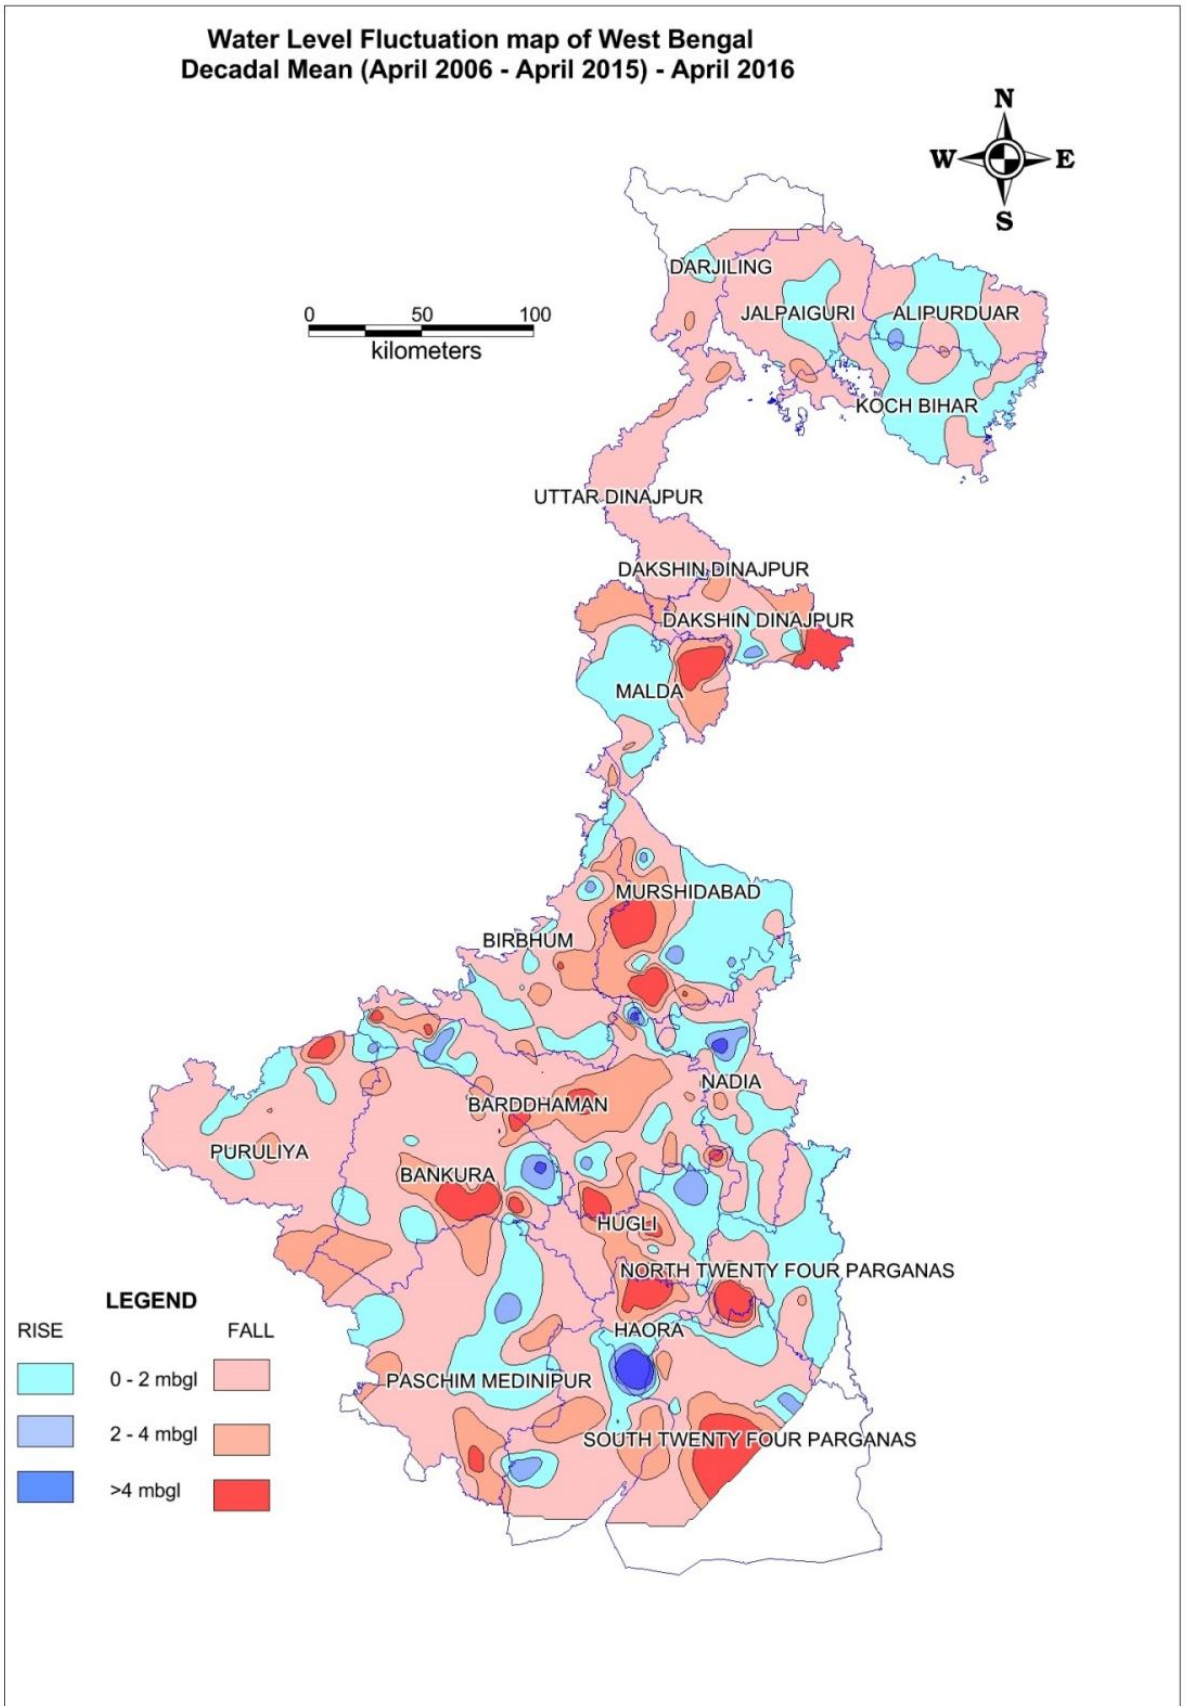 Water Level Fluctuation map of West Bengal
Decadal Mean (April 2006 - April 2015) - April 2016
N
W E
S
0 50 100
kilometers
DARJILING
JALPAIGURI
ALIPURDUAR
KOCH BIHAR
UTTAR DINAJPUR
DAKSHIN DINAJPUR
DAKSHIN DINAJPUR
MALDA
MURSHIDABAD
BIRBHUM
NADIA
BARDDHAMAN
PURULIYA
BANKURA
HUGLI
NORTH TWENTY FOUR PARGANAS
HAORA
PASCHIM MEDINIPUR
SOUTH TWENTY FOUR PARGANAS
LEGEND
RISE FALL
0 - 2 mbgl
2 - 4 mbgl
>4 mbgl